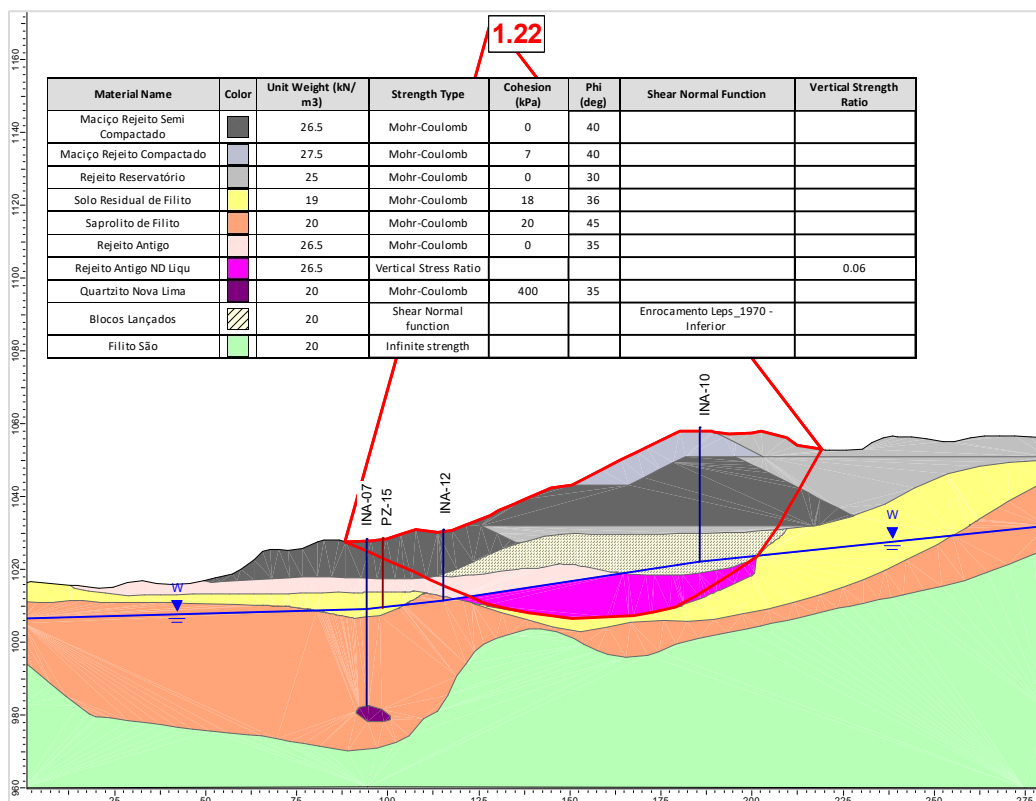 1.22
Material Name Color Unit Weight (kN/ m3) Strength Type Cohesion (kPa) Phi (deg) Shear Normal Function Vertical Strength Ratio
Maciço Rejeito Semi Compactado 26.5 Mohr-Coulomb 0 40
Maciço Rejeito Compactado 27.5 Mohr-Coulomb 7 40
Rejeito Reservatório 25 Mohr-Coulomb 0 30
Solo Residual de Filito 19 Mohr-Coulomb 18 36
Saprolito de Filito 20 Mohr-Coulomb 20 45
Rejeito Antigo 26.5 Mohr-Coulomb 0 35
Rejeito Antigo ND Liqu 26.5 Vertical Stress Ratio 0.06
Quartzito Nova Lima 20 Mohr-Coulomb 400 35
Blocos Lançados 20 Shear Normal function Enrocamento Leps_1970 - Inferior
Filito São 20 Infinite strength
1160
1140
1120
1100
1080
1060
1040
1020
1000
980
960
INA-07
PZ-15
INA-12
INA-10
W
W
25 50 75 100 125 150 175 200 225 250 275